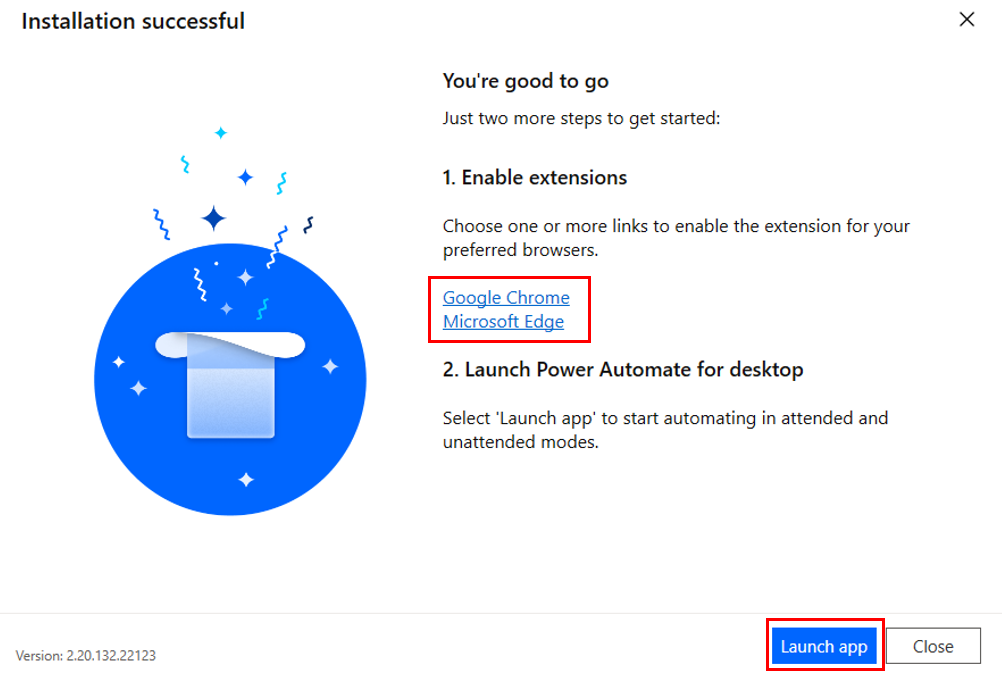 Installation successful
You're good to go
Just two more steps to get started:
1. Enable extensions
Choose one or more links to enable the extension for your
preferred browsers.
Google Chrome
Microsoft Edge
2. Launch Power Automate for desktop
Select 'Launch app' to start automating in attended and
unattended modes.
Version: 2.20.132.22123
Launch app
Close